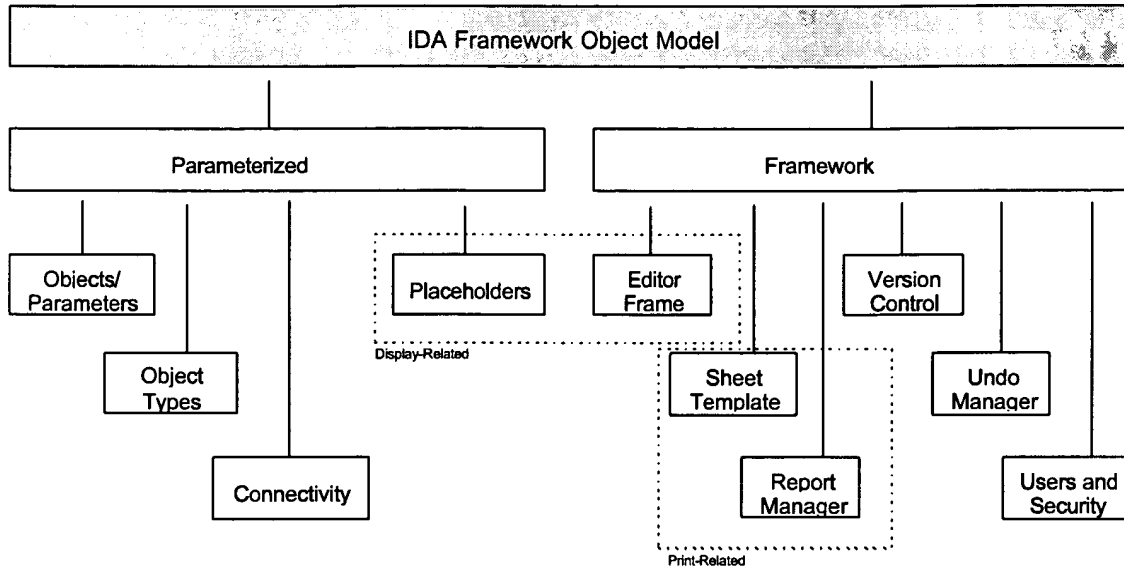 IDA Framework Object Model
Parameterized
Framework
Objects/
Parameters
Placeholders
Editor
Frame
Version
Control
Display-Related
Object
Types
Sheet
Template
Undo
Manager
Connectivity
Report
Manager
Users and
Security
Print-Related